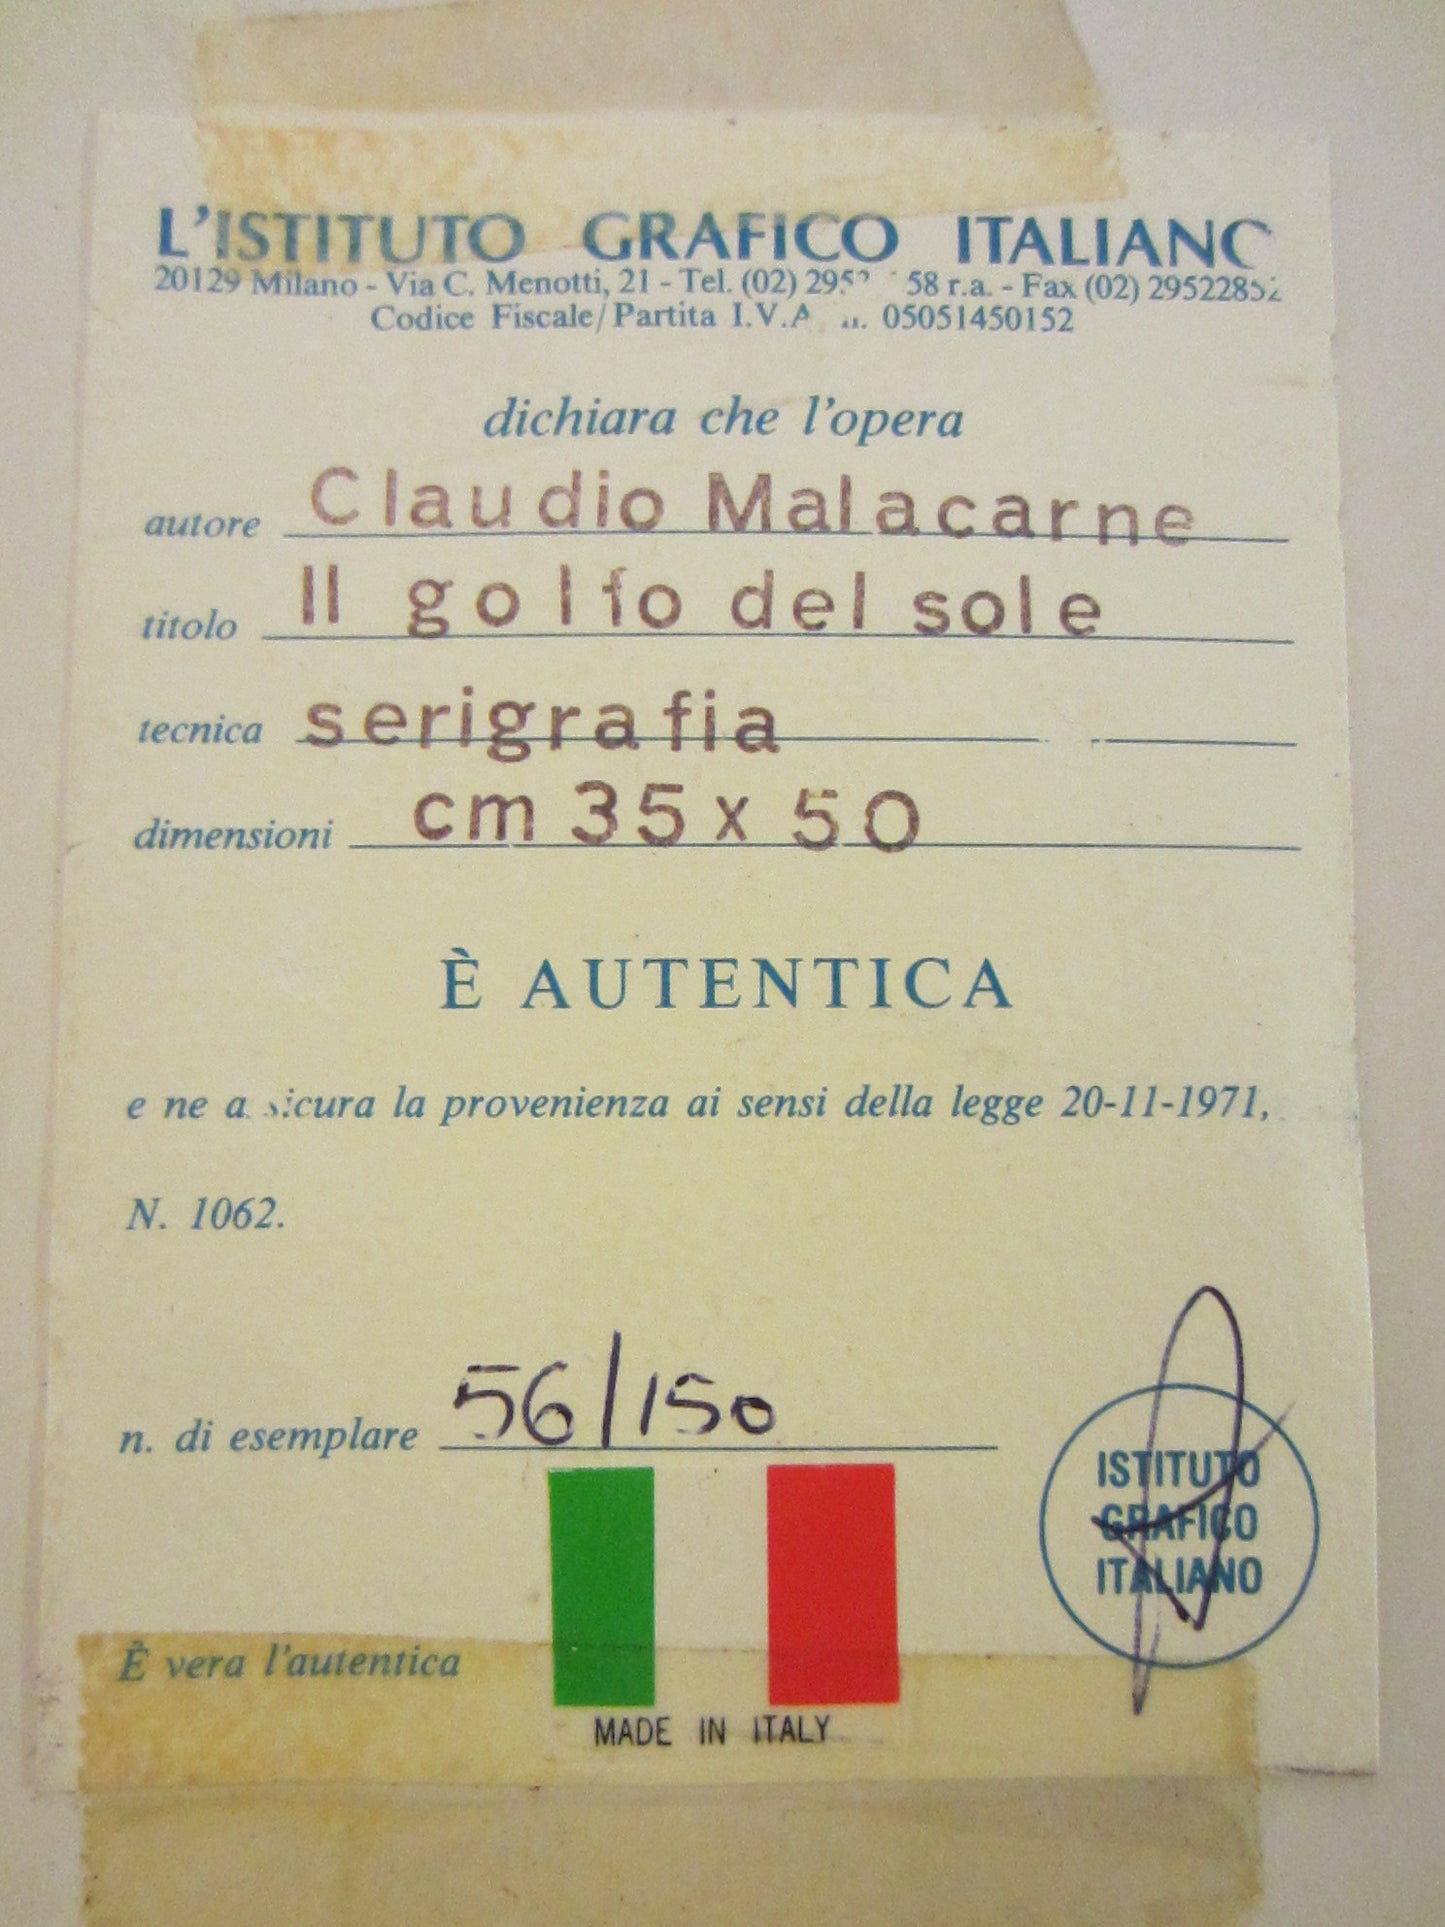 L'ISTITUTO GRAFICO ITALIANO
20129 Milano - Via C. Menotti, 21 - Tel. (02) 58 r.a. - Fax (02) 29522852
Codice Fiscale/Partita I.V.A. n. 05051450152
dichiara che l'opera
autore Claudio Malacarne
titolo Il golfo del sole
tecnica serigrafia
dimensioni cm 35 x 50
È AUTENTICA
e ne assicura la provenienza ai sensi della legge 20-11-1971,
N. 1062.
n. di esemplare 56/150
ISTITUTO
GRAFICO
ITALIANO
È vera l'autentica
MADE IN ITALY